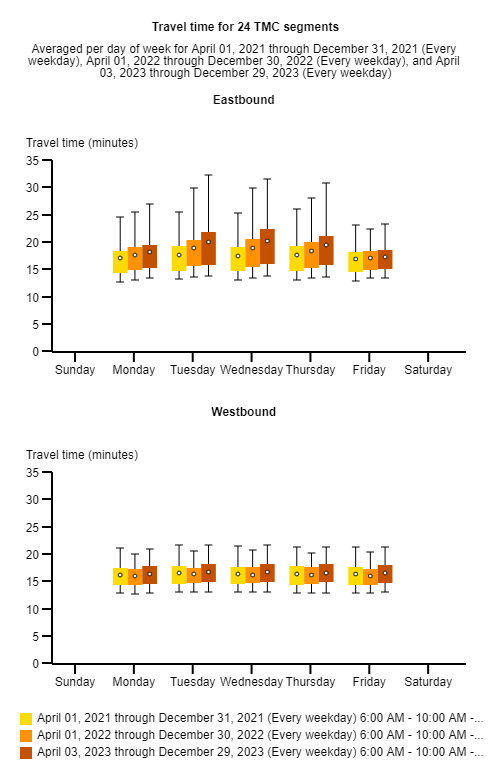 Travel time for 24 TMC segments
Averaged per day of week for April 01, 2021 through December 31, 2021 (Every
weekday), April 01, 2022 through December 30, 2022 (Every weekday), and April
03, 2023 through December 29, 2023 (Every weekday)
Eastbound
Travel time (minutes)
35
30
25
20
15
10
5
0
Sunday Monday Tuesday Wednesday Thursday Friday Saturday
Westbound
Travel time (minutes)
35
30
25
20
15
10
5
0
Sunday Monday Tuesday Wednesday Thursday Friday Saturday
April 01, 2021 through December 31, 2021 (Every weekday) 6:00 AM - 10:00 AM -...
April 01, 2022 through December 30, 2022 (Every weekday) 6:00 AM - 10:00 AM -...
April 03, 2023 through December 29, 2023 (Every weekday) 6:00 AM - 10:00 AM -...